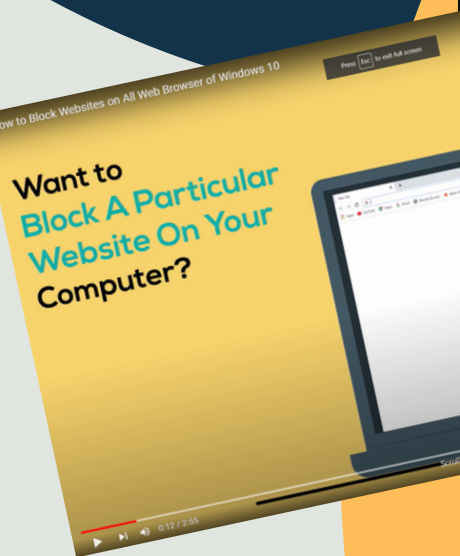 ow to Block Websites on All Web Browser of Windows 10
Press Esc to exit full screen
Want to
Block A Particular
Website On Your
Computer?
0:12 / 2:55